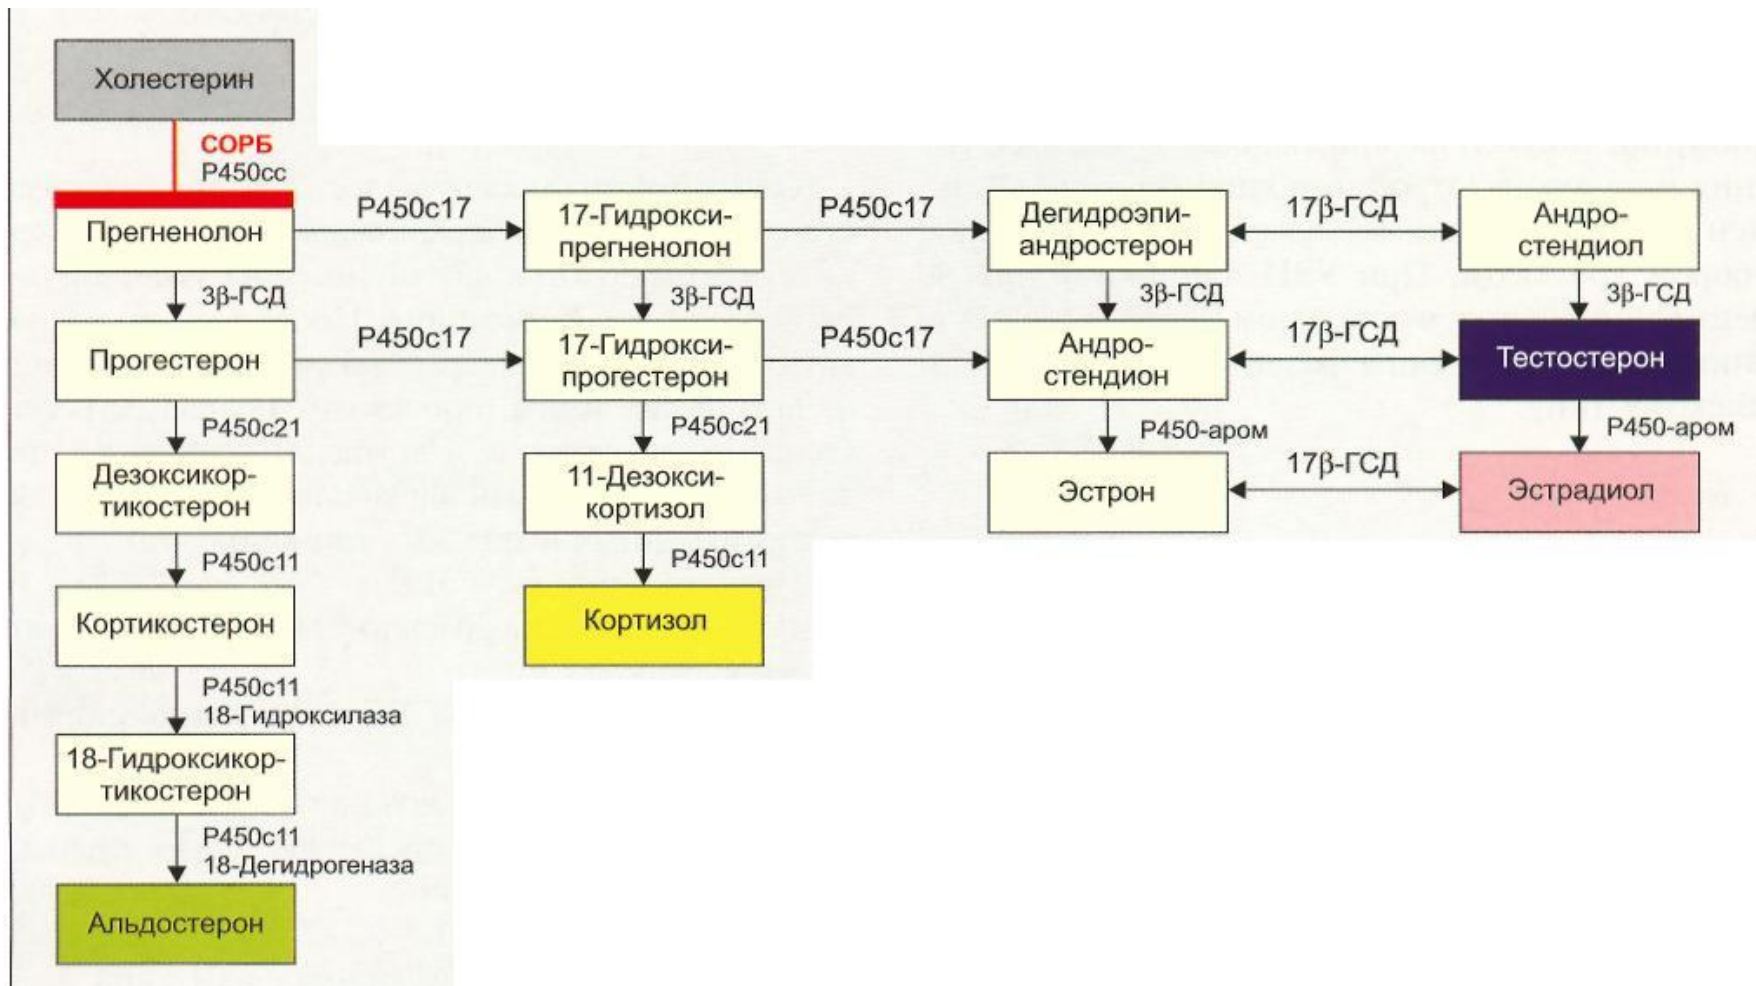 Холестерин
СОРБ
P450сс
Прегненолон
P450c17
17-Гидрокси-
прегненолон
P450c17
Дегидроэпи-
андростерон
17β-ГСД
Андро-
стендиол
3β-ГСД
3β-ГСД
3β-ГСД
3β-ГСД
Прогестерон
P450c17
17-Гидрокси-
прогестерон
P450c17
Андро-
стендион
17β-ГСД
Тестостерон
P450c21
P450c21
P450-аром
P450-аром
Дезоксикор-
тикостерон
11-Дезокси-
кортизол
Эстрон
17β-ГСД
Эстрадиол
P450c11
P450c11
Кортикостерон
Кортизол
P450c11
18-Гидроксилаза
18-Гидроксикор-
тикостерон
P450c11
18-Дегидрогеназа
Альдостерон